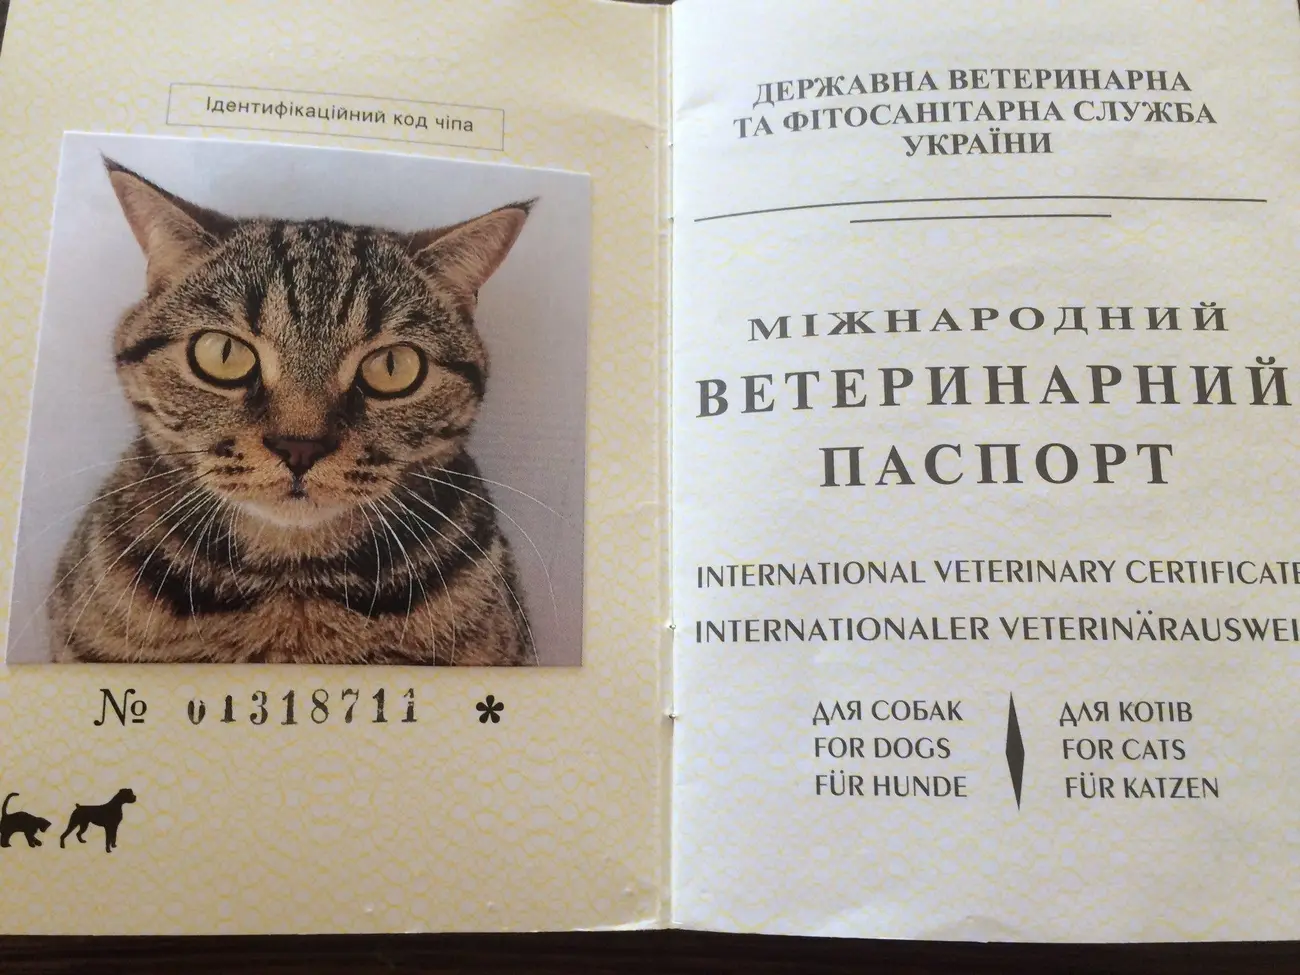 Ідентифікаційний код чіпа
№ 01318711 *
ДЕРЖАВНА ВЕТЕРИНАРНА
ТА ФІТОСАНІТАРНА СЛУЖБА
УКРАЇНИ
МІЖНАРОДНИЙ
ВЕТЕРИНАРНИЙ
ПАСПОРТ
INTERNATIONAL VETERINARY CERTIFICATE
INTERNATIONALER VETERINÄRAUSWEI
ДЛЯ СОБАК
FOR DOGS
FÜR HUNDE
ДЛЯ КОТІВ
FOR CATS
FÜR KATZEN